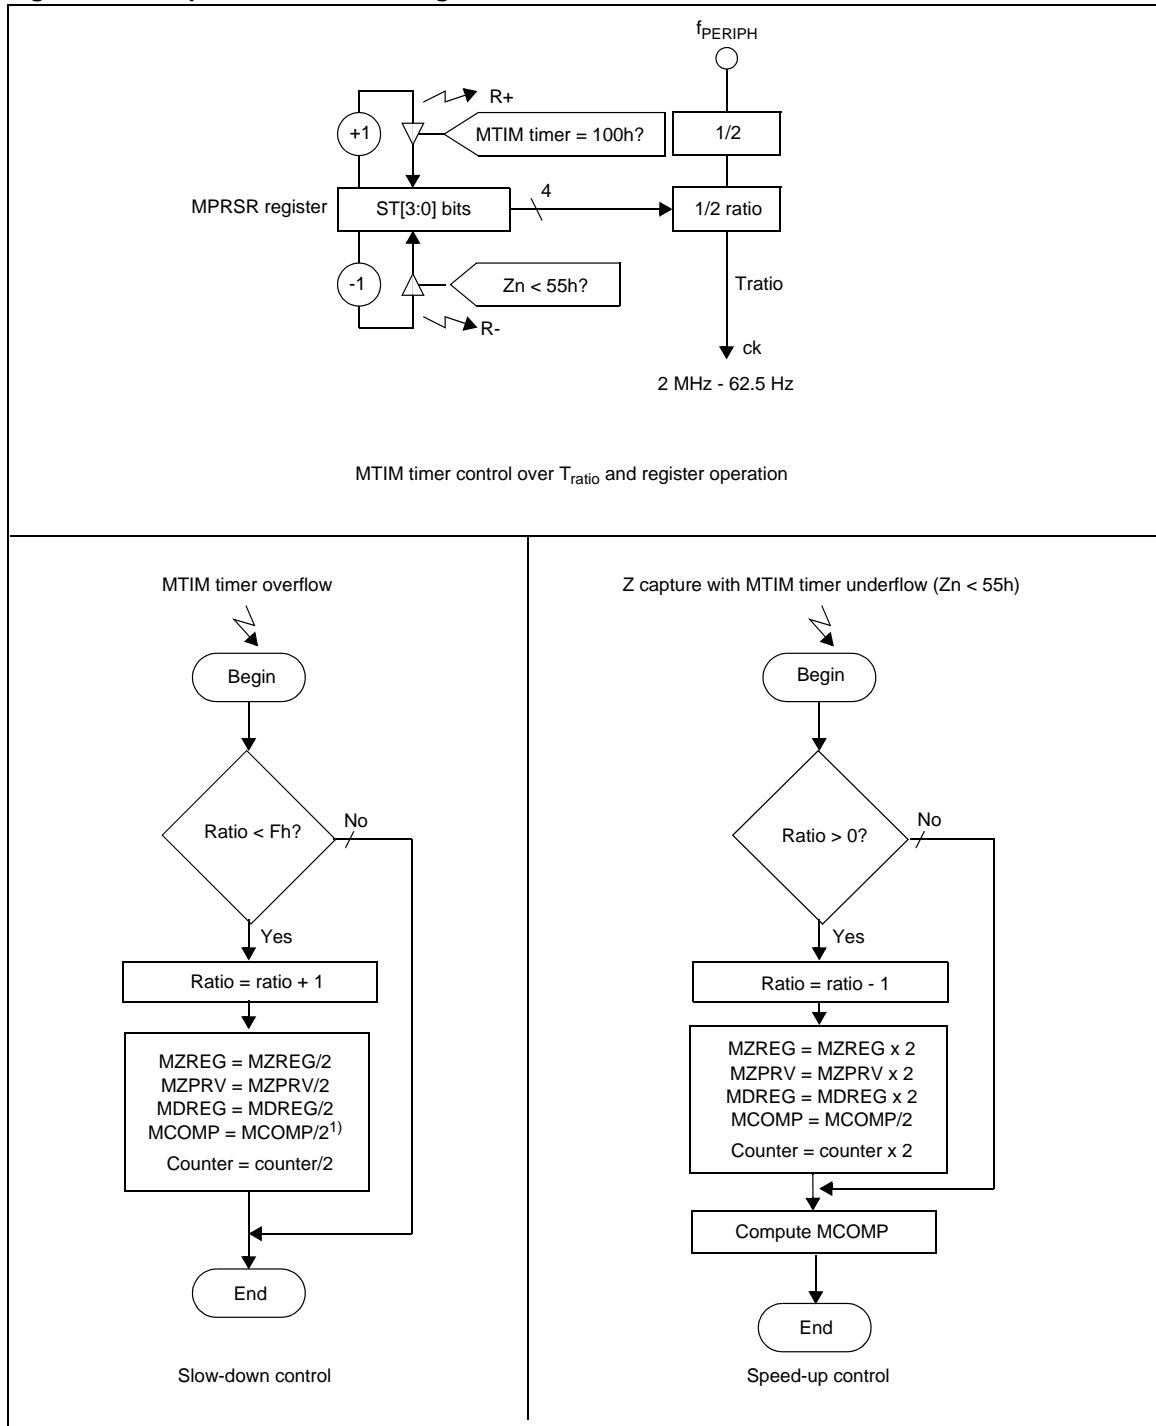 f_PERIPH
R+
+1
MTIM timer = 100h?
1/2
4
MPRSR register
ST[3:0] bits
1/2 ratio
-1
Zn < 55h?
Tratio
R-
ck
2 MHz - 62.5 Hz
MTIM timer control over T_ratio and register operation
MTIM timer overflow
Begin
Ratio < Fh?
No
Yes
Ratio = ratio + 1
MZREG = MZREG/2
MZPRV = MZPRV/2
MDREG = MDREG/2
MCOMP = MCOMP/2^1)
Counter = counter/2
End
Slow-down control
Z capture with MTIM timer underflow (Zn < 55h)
Begin
Ratio > 0?
No
Yes
Ratio = ratio - 1
MZREG = MZREG x 2
MZPRV = MZPRV x 2
MDREG = MDREG x 2
MCOMP = MCOMP/2
Counter = counter x 2
Compute MCOMP
End
Speed-up control